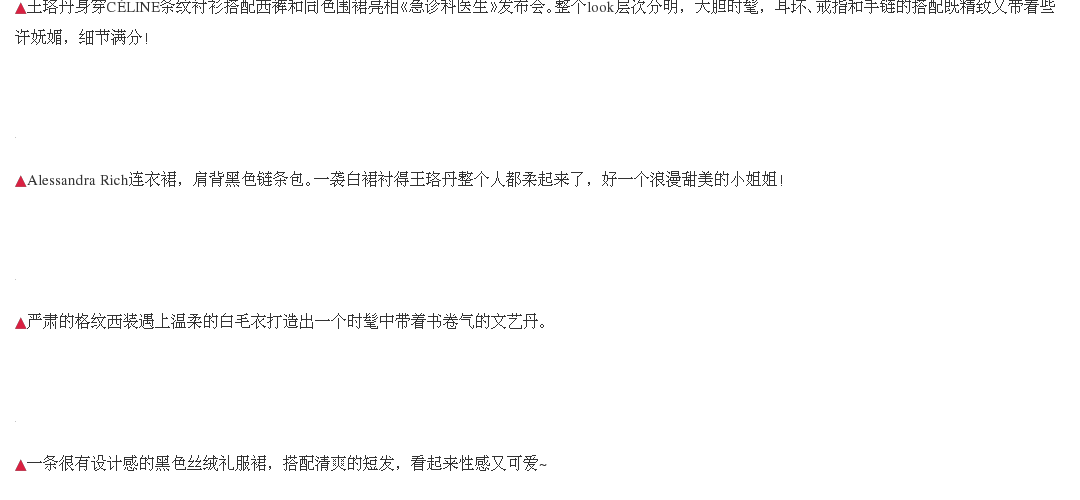 ▲王珞丹身穿CÉLINE条纹衬衫搭配西裤和同色围裙亮相《急诊科医生》发布会。整个look层次分明，大胆时髦，耳环、戒指和手链的搭配既精致又带着些
许妩媚，细节满分！
▲Alessandra Rich连衣裙，肩背黑色链条包。一袭白裙衬得王珞丹整个人都柔起来了，好一个浪漫甜美的小姐姐！
▲严肃的格纹西装遇上温柔的白毛衣打造出一个时髦中带着书卷气的文艺丹。
▲一条很有设计感的黑色丝绒礼服裙，搭配清爽的短发，看起来性感又可爱~